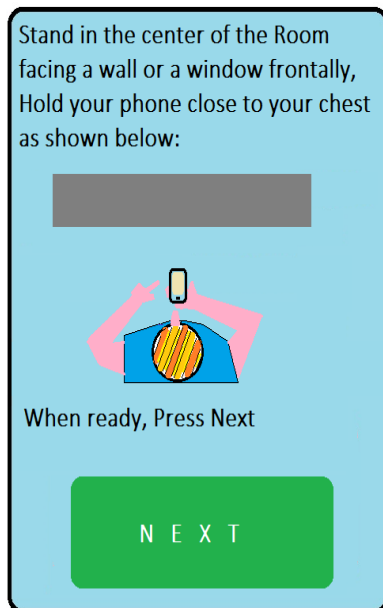 Stand in the center of the Room
facing a wall or a window frontally,
Hold your phone close to your chest
as shown below:
When ready, Press Next
NEXT